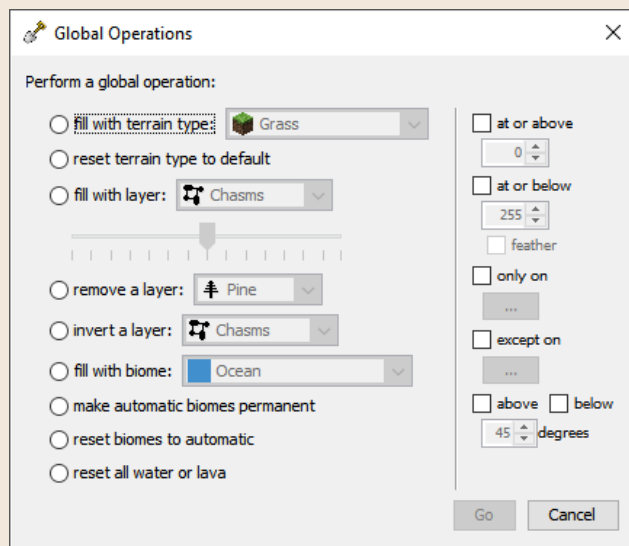 Global Operations
Perform a global operation:
fill with terrain type: Grass
reset terrain type to default
fill with layer: Chasms
remove a layer: Pine
invert a layer: Chasms
fill with biome: Ocean
make automatic biomes permanent
reset biomes to automatic
reset all water or lava
at or above
0
at or below
255
feather
only on
...
except on
...
above below
45 degrees
Go Cancel